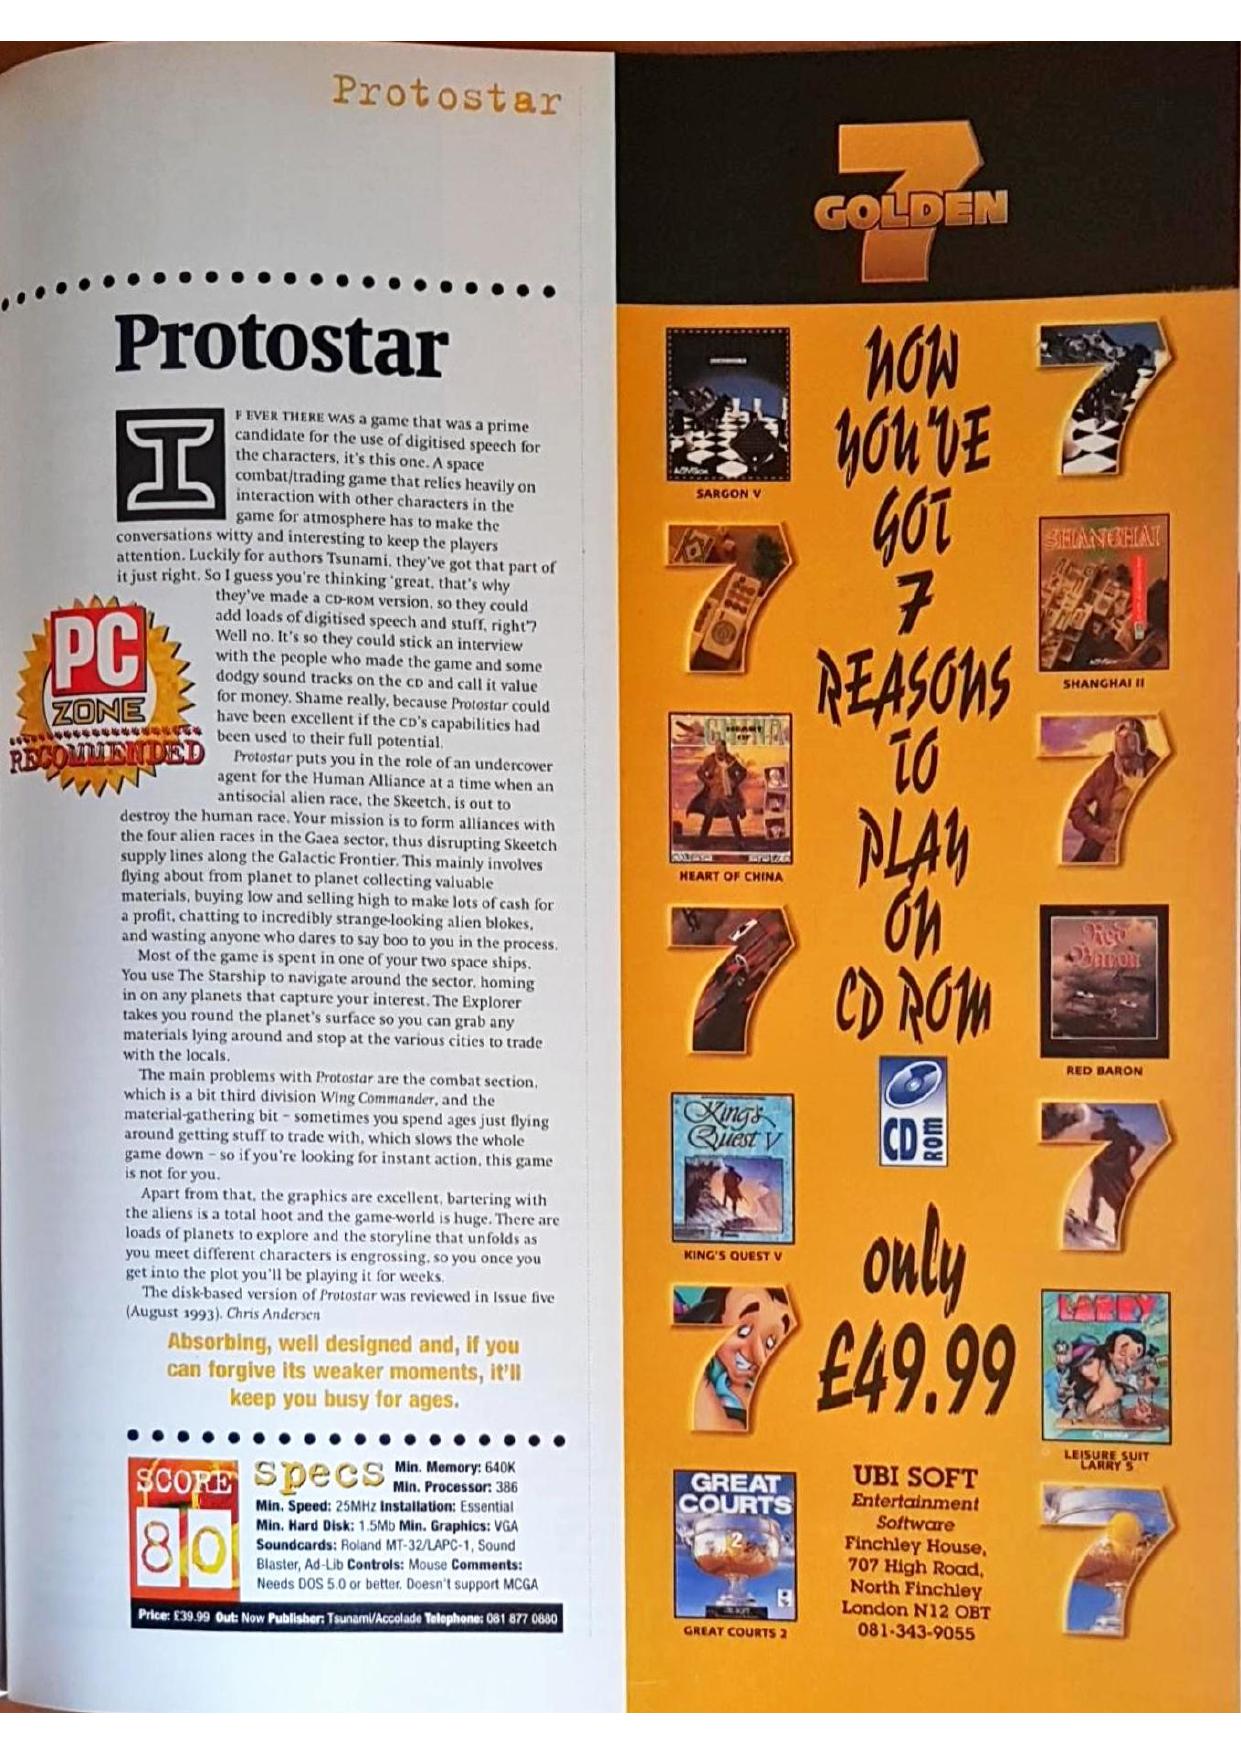 Protostar
Protostar
IF EVER THERE WAS a game that was a prime
candidate for the use of digitised speech for
the characters, it's this one. A space
combat/trading game that relies heavily on
interaction with other characters in the
game for atmosphere has to make the
conversations witty and interesting to keep the players
attention. Luckily for authors Tsunami, they've got that part of
it just right. So I guess you're thinking 'great, that's why
they've made a CD-ROM version, so they could
add loads of digitised speech and stuff, right'?
Well no. It's so they could stick an interview
with the people who made the game and some
dodgy sound tracks on the CD and call it value
for money. Shame really, because Protostar could
have been excellent if the CD's capabilities had
been used to their full potential.
Protostar puts you in the role of an undercover
agent for the Human Alliance at a time when an
antisocial alien race, the Skeetch, is out to
destroy the human race. Your mission is to form alliances with
the four alien races in the Gaea sector, thus disrupting Skeetch
supply lines along the Galactic Frontier. This mainly involves
flying about from planet to planet collecting valuable
materials, buying low and selling high to make lots of cash for
a profit, chatting to incredibly strange-looking alien blokes,
and wasting anyone who dares to say boo to you in the process.
Most of the game is spent in one of your two space ships.
You use The Starship to navigate around the sector, homing
in on any planets that capture your interest. The Explorer
takes you round the planet's surface so you can grab any
materials lying around and stop at the various cities to trade
with the locals.
The main problems with Protostar are the combat section,
which is a bit third division Wing Commander, and the
material-gathering bit – sometimes you spend ages just flying
around getting stuff to trade with, which slows the whole
game down – so if you're looking for instant action, this game
is not for you.
Apart from that, the graphics are excellent, bartering with
the aliens is a total hoot and the game-world is huge. There are
loads of planets to explore and the storyline that unfolds as
you meet different characters is engrossing, so you once you
get into the plot you'll be playing it for weeks.
The disk-based version of Protostar was reviewed in Issue five
(August 1993). Chris Andersen
PC
ZONE
RECOMMENDED
Absorbing, well designed and, if you
can forgive its weaker moments, it'll
keep you busy for ages.
SCORE
80
specs Min. Memory: 640K
Min. Processor: 386
Min. Speed: 25MHz Installation: Essential
Min. Hard Disk: 1.5Mb Min. Graphics: VGA
Soundcards: Roland MT-32/LAPC-1, Sound
Blaster, Ad-Lib Controls: Mouse Comments:
Needs DOS 5.0 or better. Doesn't support MCGA
Price: £39.99 Out: Now Publisher: Tsunami/Accolade Telephone: 081 877 0880
7
GOLDEN
NOW
YOU'VE
GOT
7
REASONS
TO
PLAY
ON
CD ROM
CD Rom
only
£49.99
UBI SOFT
Entertainment
Software
Finchley House,
707 High Road,
North Finchley
London N12 OBT
081-343-9055
ACTIVISION
SARGON V
HEART OF
CHINA
HEART OF CHINA
King's
Quest V
KING'S QUEST V
GREAT
COURTS
2
GREAT COURTS 2
SHANGHAI
SHANGHAI II
Red
Baron
RED BARON
LARRY
LEISURE SUIT
LARRY 5